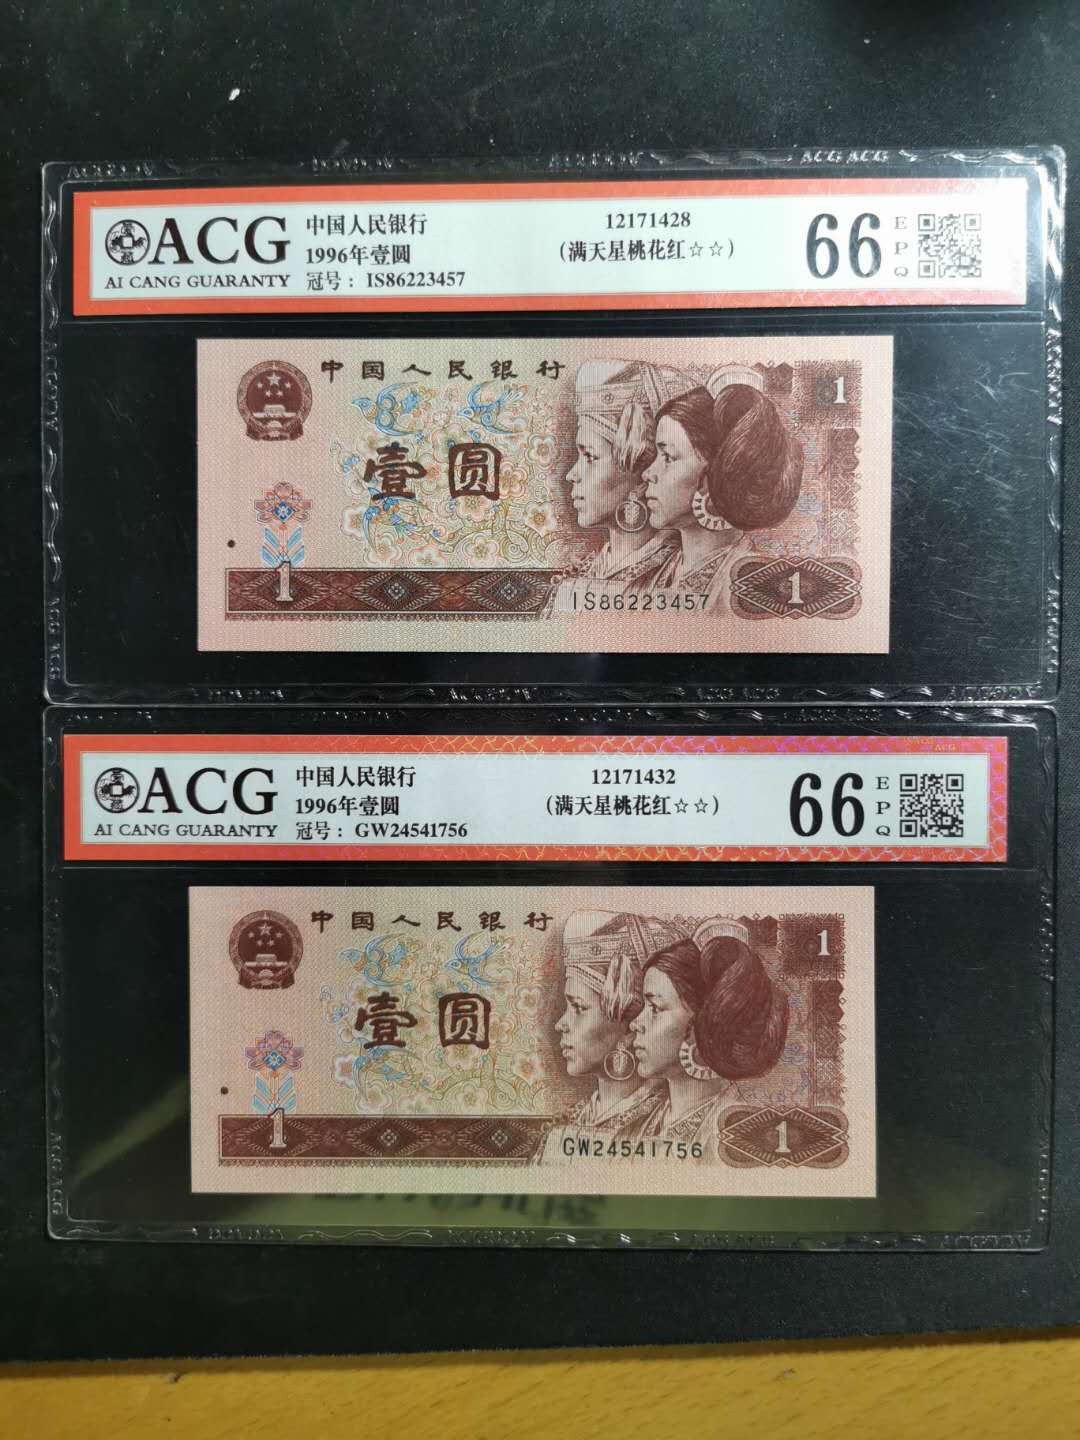 ACG ACG
ACG
AI CANG GUARANTY
中国人民银行
1996年壹圆
冠号： IS86223457
12171428
（满天星桃花红☆☆）
66
E
P
Q
中国人民银行
1
壹圆
1
IS86223457
1
ACG
AI CANG GUARANTY
中国人民银行
1996年壹圆
冠号： GW24541756
12171432
（满天星桃花红☆☆）
66
E
P
Q
中国人民银行
1
壹圆
1
GW24541756
1